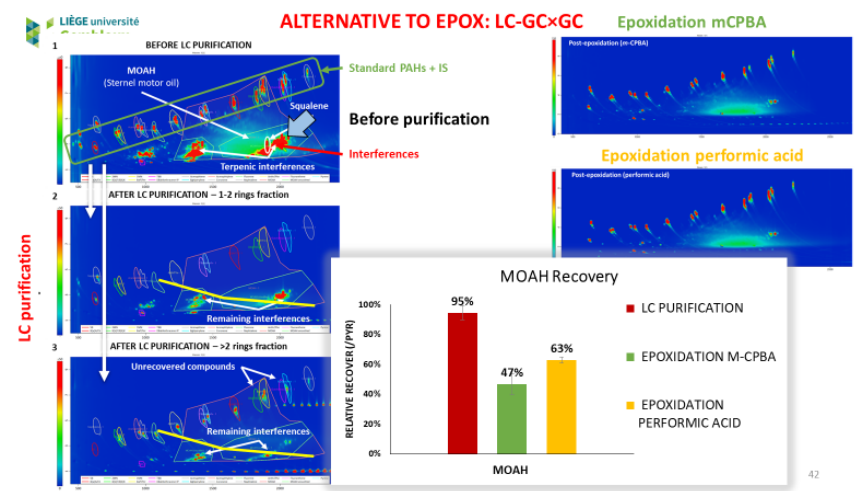 LIÈGE université
ALTERNATIVE TO EPOX: LC-GC×GC
Epoxidation mCPBA
1
BEFORE LC PURIFICATION
MOAH
(Sternel motor oil)
Squalene
Terpenic interferences
Standard PAHs + IS
Before purification
Interferences
Post-epoxidation (m-CPBA)
Epoxidation performic acid
Post-epoxidation (performic acid)
LC purification
2
AFTER LC PURIFICATION – 1-2 rings fraction
Remaining interferences
3
AFTER LC PURIFICATION – >2 rings fraction
Unrecovered compounds
Remaining interferences
MOAH Recovery
RELATIVE RECOVER(/PYR)
100%
80%
60%
40%
20%
0%
95%
47%
63%
MOAH
LC PURIFICATION
EPOXIDATION M-CPBA
EPOXIDATION
PERFORMIC ACID
42